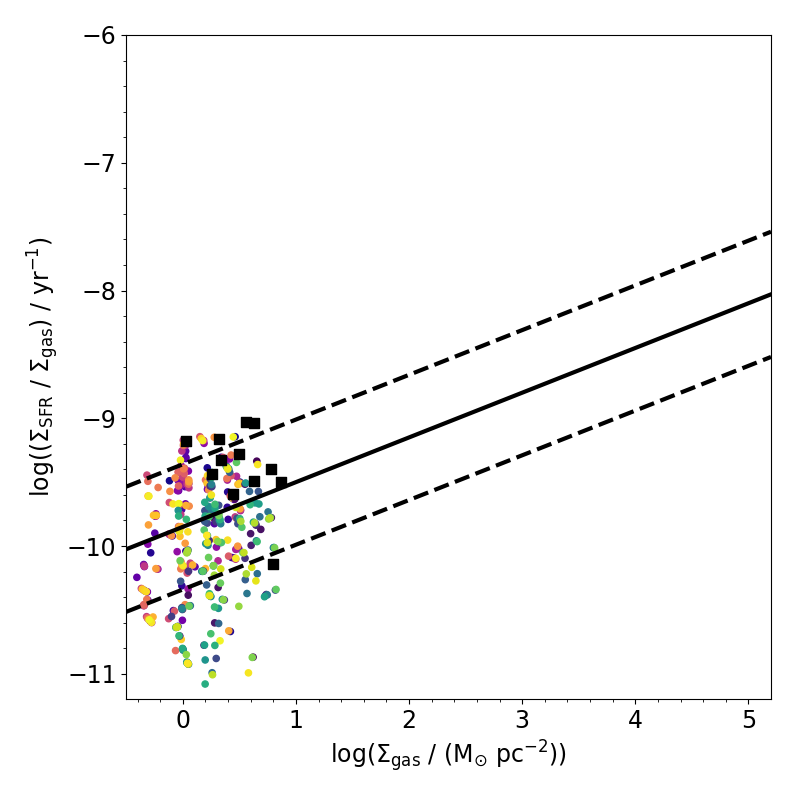 −6
−7
−8
−9
−10
−11
log((Σ_SFR / Σ_gas) / yr⁻¹)
0 1 2 3 4 5
log(Σ_gas / (M_⊙ pc⁻²))